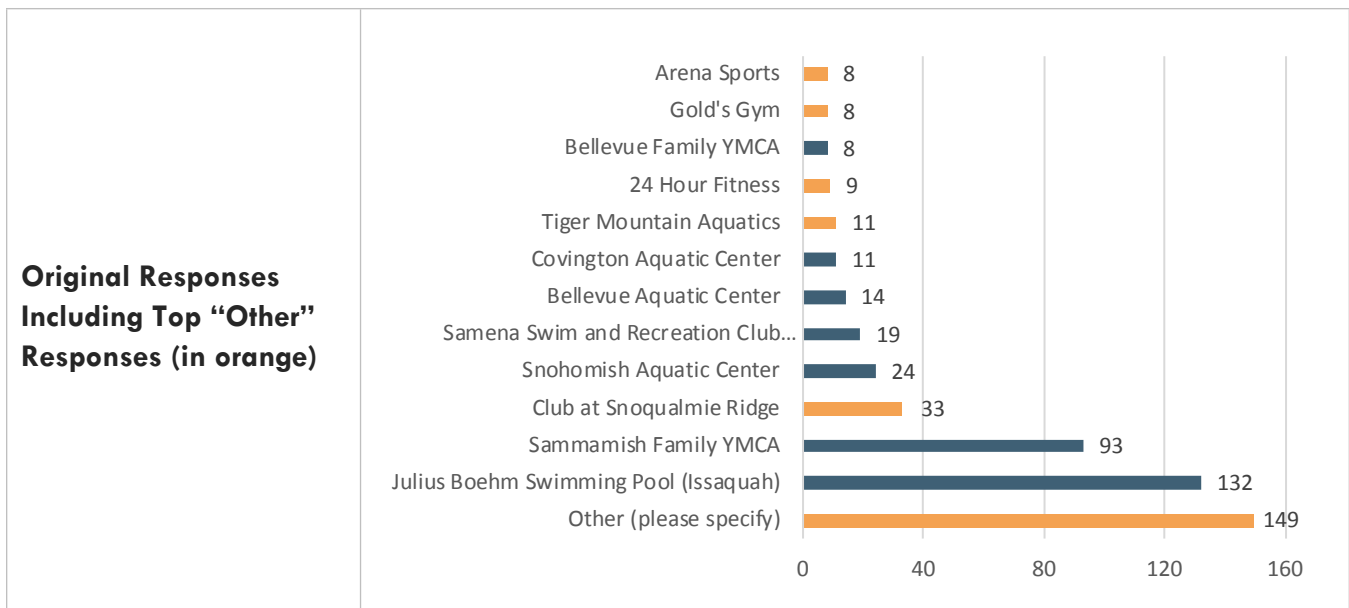 Original Responses
Including Top “Other”
Responses (in orange)
Arena Sports 8
Gold's Gym 8
Bellevue Family YMCA 8
24 Hour Fitness 9
Tiger Mountain Aquatics 11
Covington Aquatic Center 11
Bellevue Aquatic Center 14
Samena Swim and Recreation Club... 19
Snohomish Aquatic Center 24
Club at Snoqualmie Ridge 33
Sammamish Family YMCA 93
Julius Boehm Swimming Pool (Issaquah) 132
Other (please specify) 149
0 40 80 120 160